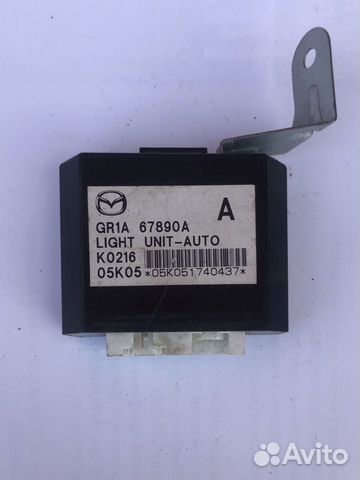 A
GR1A 67890A
LIGHT UNIT-AUTO
K0216
05K05 *05K051740437*
Avito